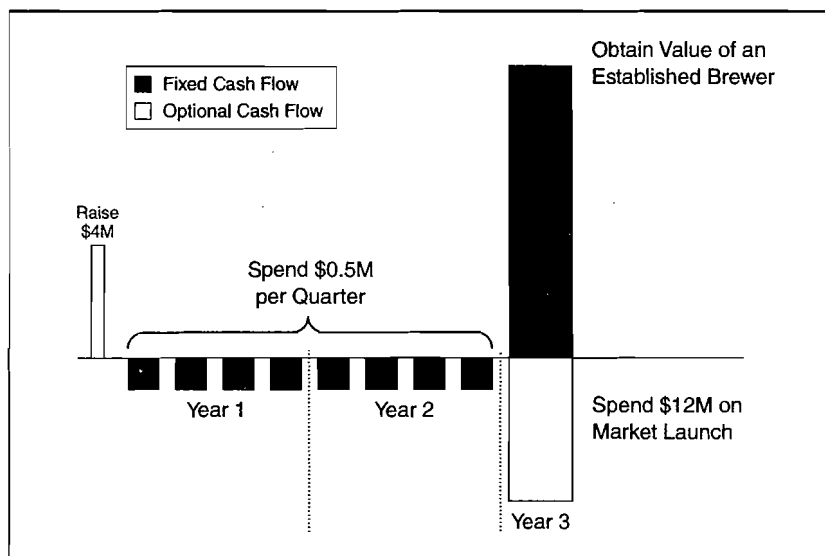 Obtain Value of an
Established Brewer
Fixed Cash Flow
Optional Cash Flow
Raise
$4M
Spend $0.5M
per Quarter
Year 1
Year 2
Spend $12M on
Market Launch
Year 3